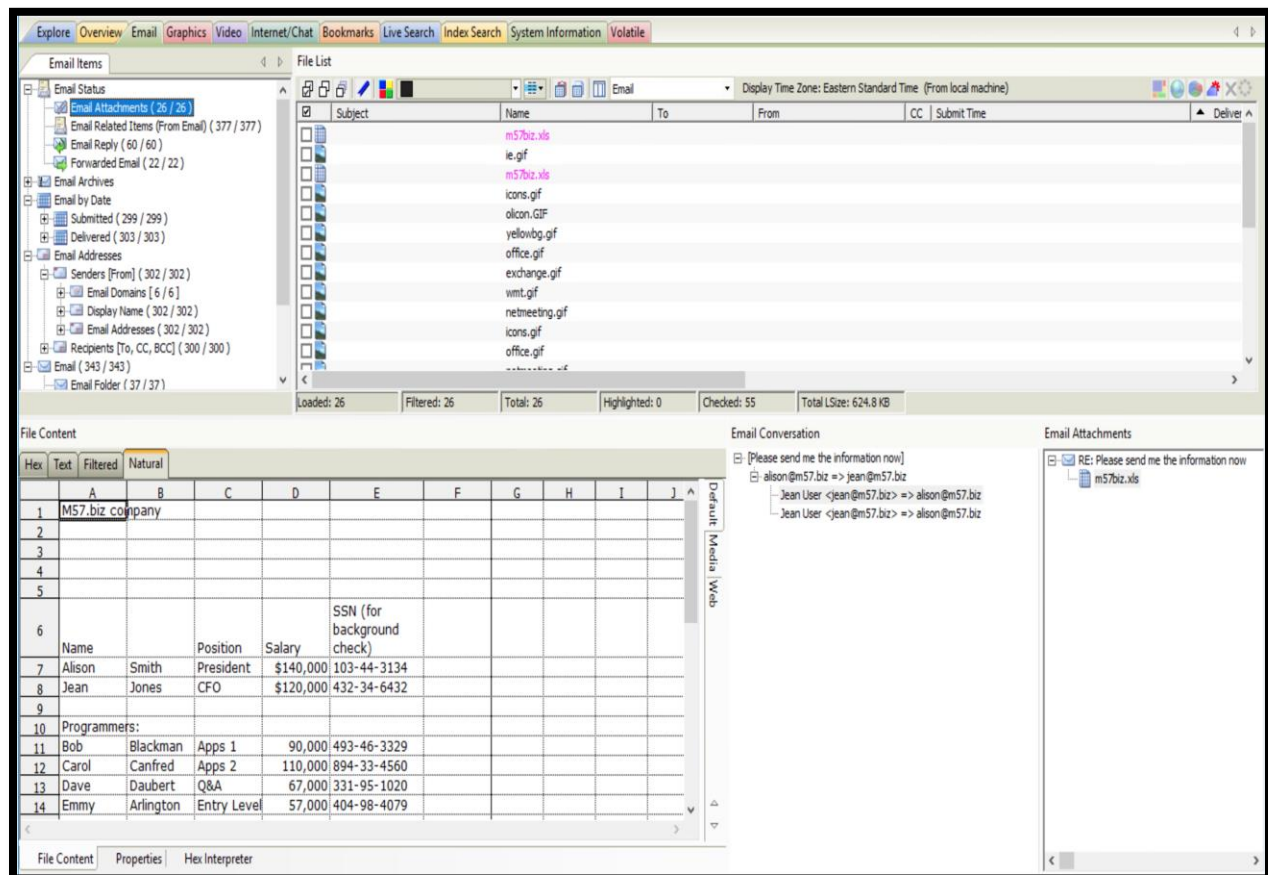 Explore Overview Email Graphics Video Internet/Chat Bookmarks Live Search Index Search System Information Volatile
Email Items
Email Status
Email Attachments ( 26 / 26 )
Email Related Items (From Email) ( 377 / 377 )
Email Reply ( 60 / 60 )
Forwarded Email ( 22 / 22 )
Email Archives
Email by Date
Submitted ( 299 / 299 )
Delivered ( 303 / 303 )
Email Addresses
Senders [From] ( 302 / 302 )
Email Domains [ 6 / 6 ]
Display Name ( 302 / 302 )
Email Addresses ( 302 / 302 )
Recipients [To, CC, BCC] ( 300 / 300 )
Email ( 343 / 343 )
Email Folder ( 37 / 37 )
File List
Email Display Time Zone: Eastern Standard Time (From local machine)
Subject Name To From CC Submit Time Deliver
m57biz.xls
ie.gif
m57biz.xls
icons.gif
olicon.GIF
yellowbg.gif
office.gif
exchange.gif
wmt.gif
netmeeting.gif
icons.gif
office.gif
Loaded: 26 Filtered: 26 Total: 26 Highlighted: 0 Checked: 55 Total LSize: 624.8 KB
File Content
Hex Text Filtered Natural
A B C D E F G H I J
1 M57.biz company
2
3
4
5
6 Name Position Salary SSN (for background check)
7 Alison Smith President $140,000 103-44-3134
8 Jean Jones CFO $120,000 432-34-6432
9
10 Programmers:
11 Bob Blackman Apps 1 90,000 493-46-3329
12 Carol Canfred Apps 2 110,000 894-33-4560
13 Dave Daubert Q&A 67,000 331-95-1020
14 Emmy Arlington Entry Level 57,000 404-98-4079
Default Media Web
File Content Properties Hex Interpreter
Email Conversation
[Please send me the information now]
alison@m57.biz => jean@m57.biz
Jean User <jean@m57.biz> => alison@m57.biz
Jean User <jean@m57.biz> => alison@m57.biz
Email Attachments
RE: Please send me the information now
m57biz.xls